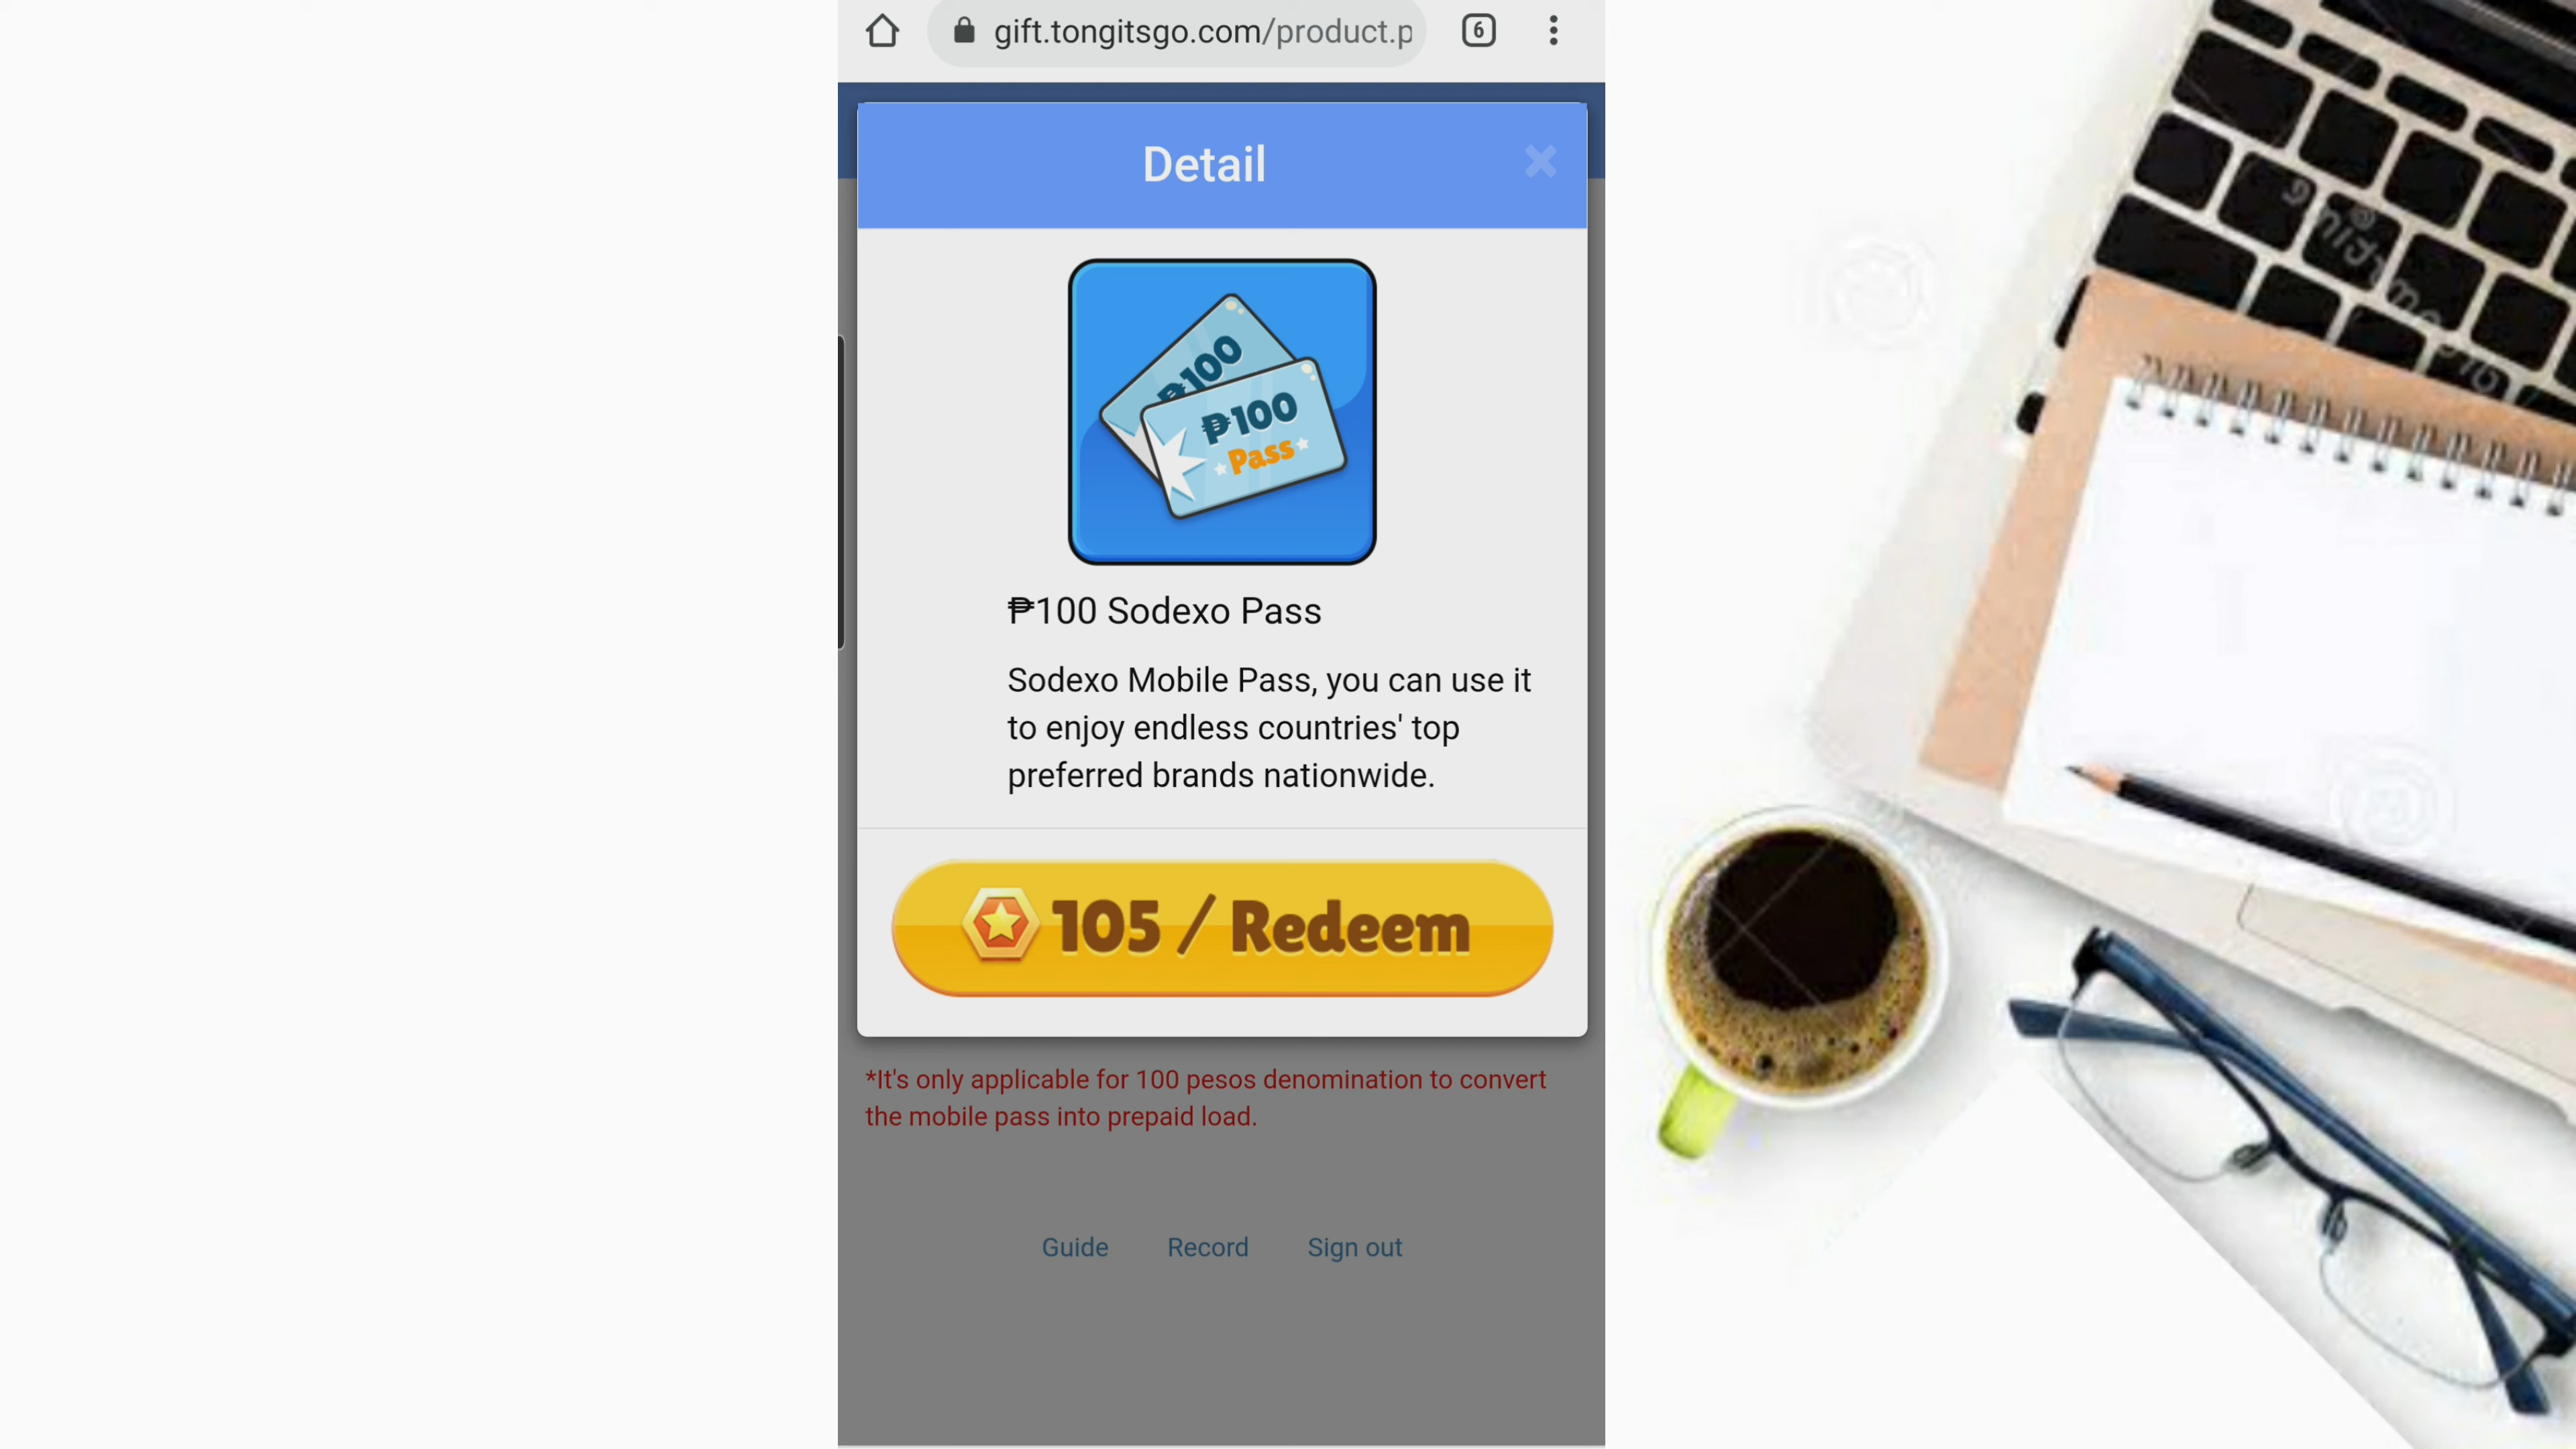 gift.tongitsgo.com/product.p
6
Detail
₱100
₱100
Pass
₱100 Sodexo Pass
Sodexo Mobile Pass, you can use it
to enjoy endless countries' top
preferred brands nationwide.
105 / Redeem
*It's only applicable for 100 pesos denomination to convert
the mobile pass into prepaid load.
Guide Record Sign out